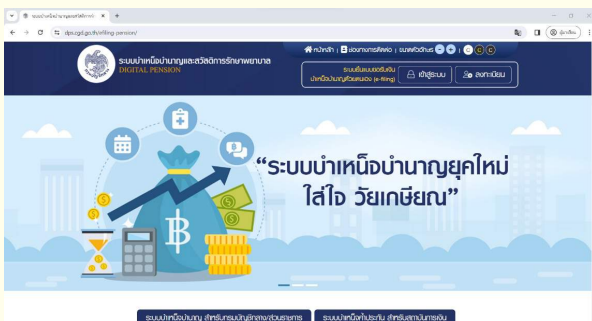 dps.cgd.go.th/efiling-pension/
หน้าหลัก | ช่องทางการติดต่อ | ขนาดตัวอักษร - + | C C C
ระบบบำเหน็จบำนาญและสวัสดิการรักษาพยาบาล
DIGITAL PENSION
ระบบยื่นแบบขอรับเงิน
บำเหน็จบำนาญด้วยตนเอง (e-filing)
เข้าสู่ระบบ
ลงทะเบียน
“ระบบบำเหน็จบำนาญยุคใหม่
ใส่ใจ วัยเกษียณ”
ระบบบำเหน็จบำนาญ สำหรับกรมบัญชีกลาง/ส่วนราชการ
ระบบบำเหน็จค้ำประกัน สำหรับสถาบันการเงิน